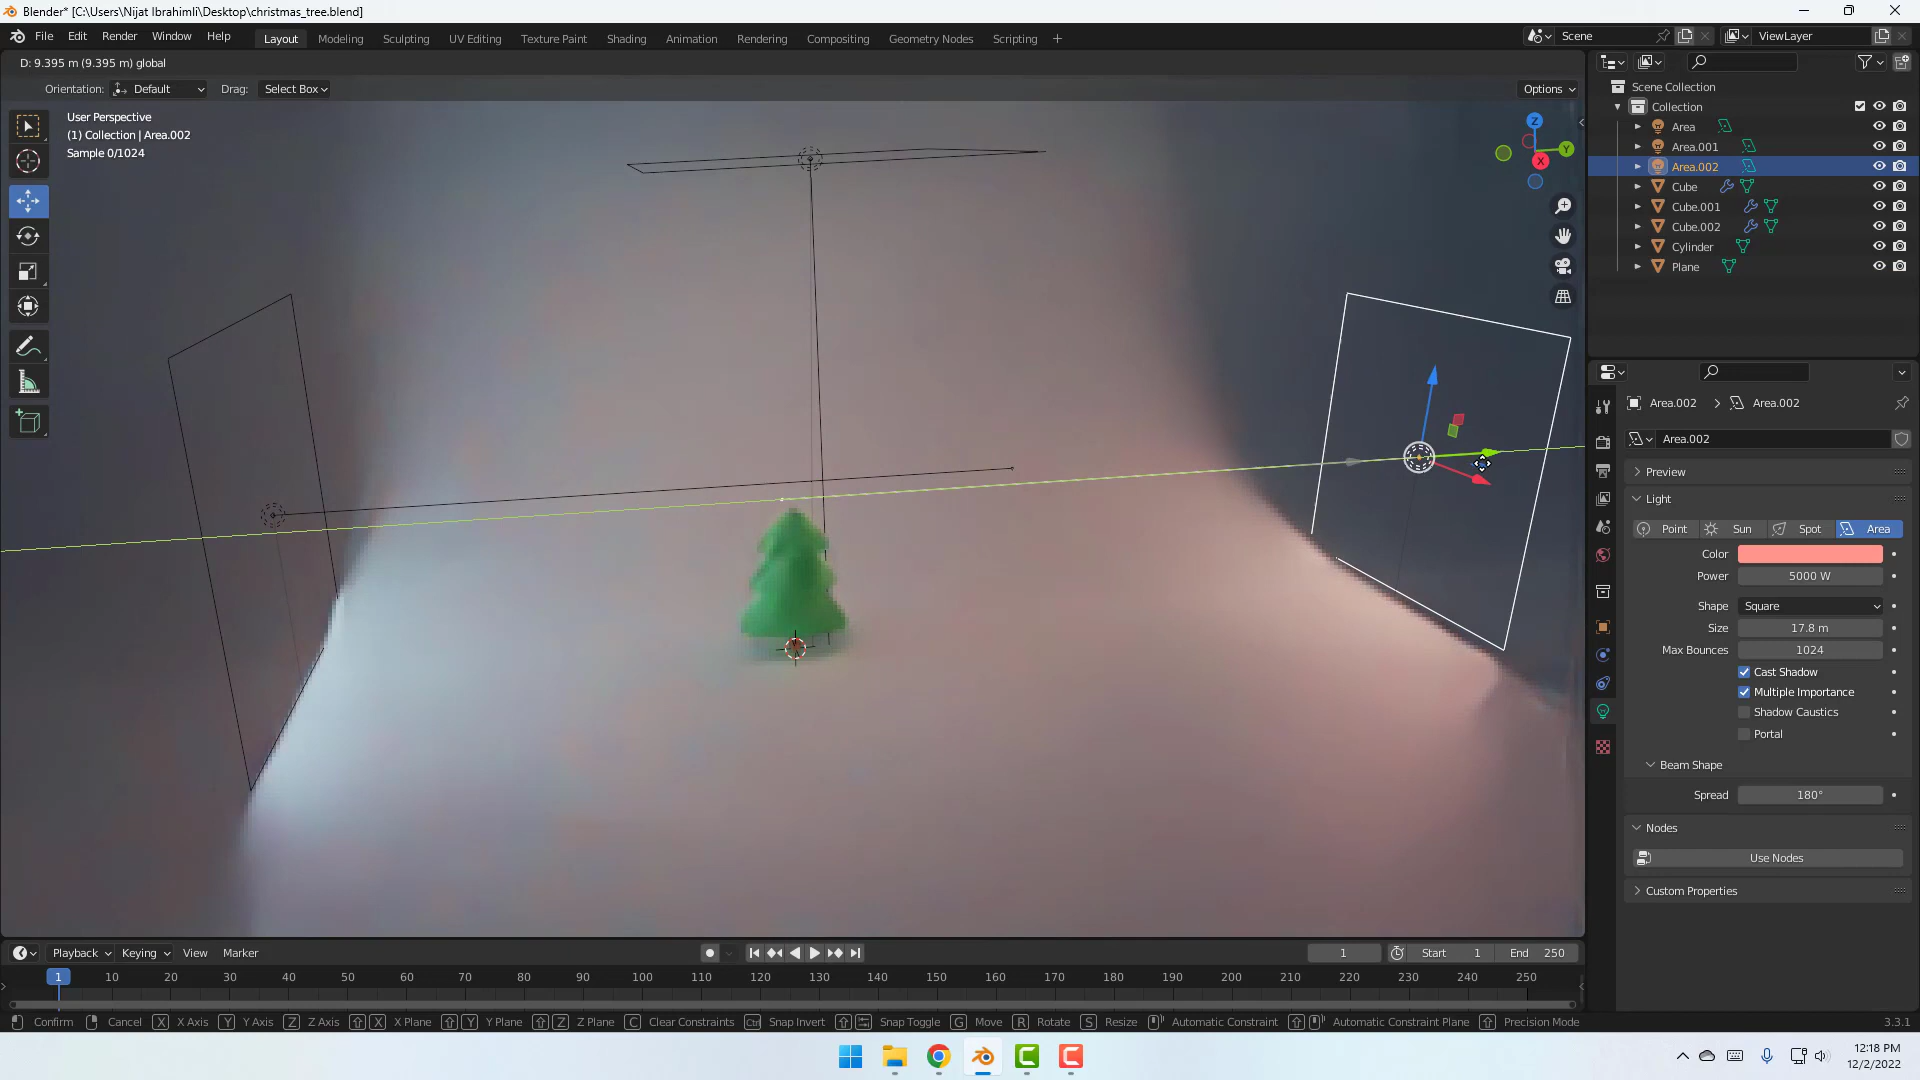 Blender* [C:\Users\Nijat Ibrahimli\Desktop\christmas_tree.blend]
File Edit Render Window Help Layout Modeling Sculpting UV Editing Texture Paint Shading Animation Rendering Compositing Geometry Nodes Scripting + Scene ViewLayer
D: 9.395 m (9.395 m) global
Orientation: Default Drag: Select Box Options
User Perspective
(1) Collection | Area.002
Sample 0/1024
Z
Y
X
Scene Collection
Collection
Area
Area.001
Area.002
Cube
Cube.001
Cube.002
Cylinder
Plane
Area.002 > Area.002
Area.002
Preview
Light
Point Sun Spot Area
Color
Power 5000 W
Shape Square
Size 17.8 m
Max Bounces 1024
Cast Shadow
Multiple Importance
Shadow Caustics
Portal
Beam Shape
Spread 180°
Nodes
Use Nodes
Custom Properties
Playback Keying View Marker 1 Start 1 End 250
1 10 20 30 40 50 60 70 80 90 100 110 120 130 140 150 160 170 180 190 200 210 220 230 240 250
Confirm Cancel X X Axis Y Y Axis Z Z Axis X X Plane Y Y Plane Z Z Plane C Clear Constraints Ctrl Snap Invert Snap Toggle G Move R Rotate S Resize Automatic Constraint Automatic Constraint Plane Precision Mode 3.3.1
12:18 PM
12/2/2022